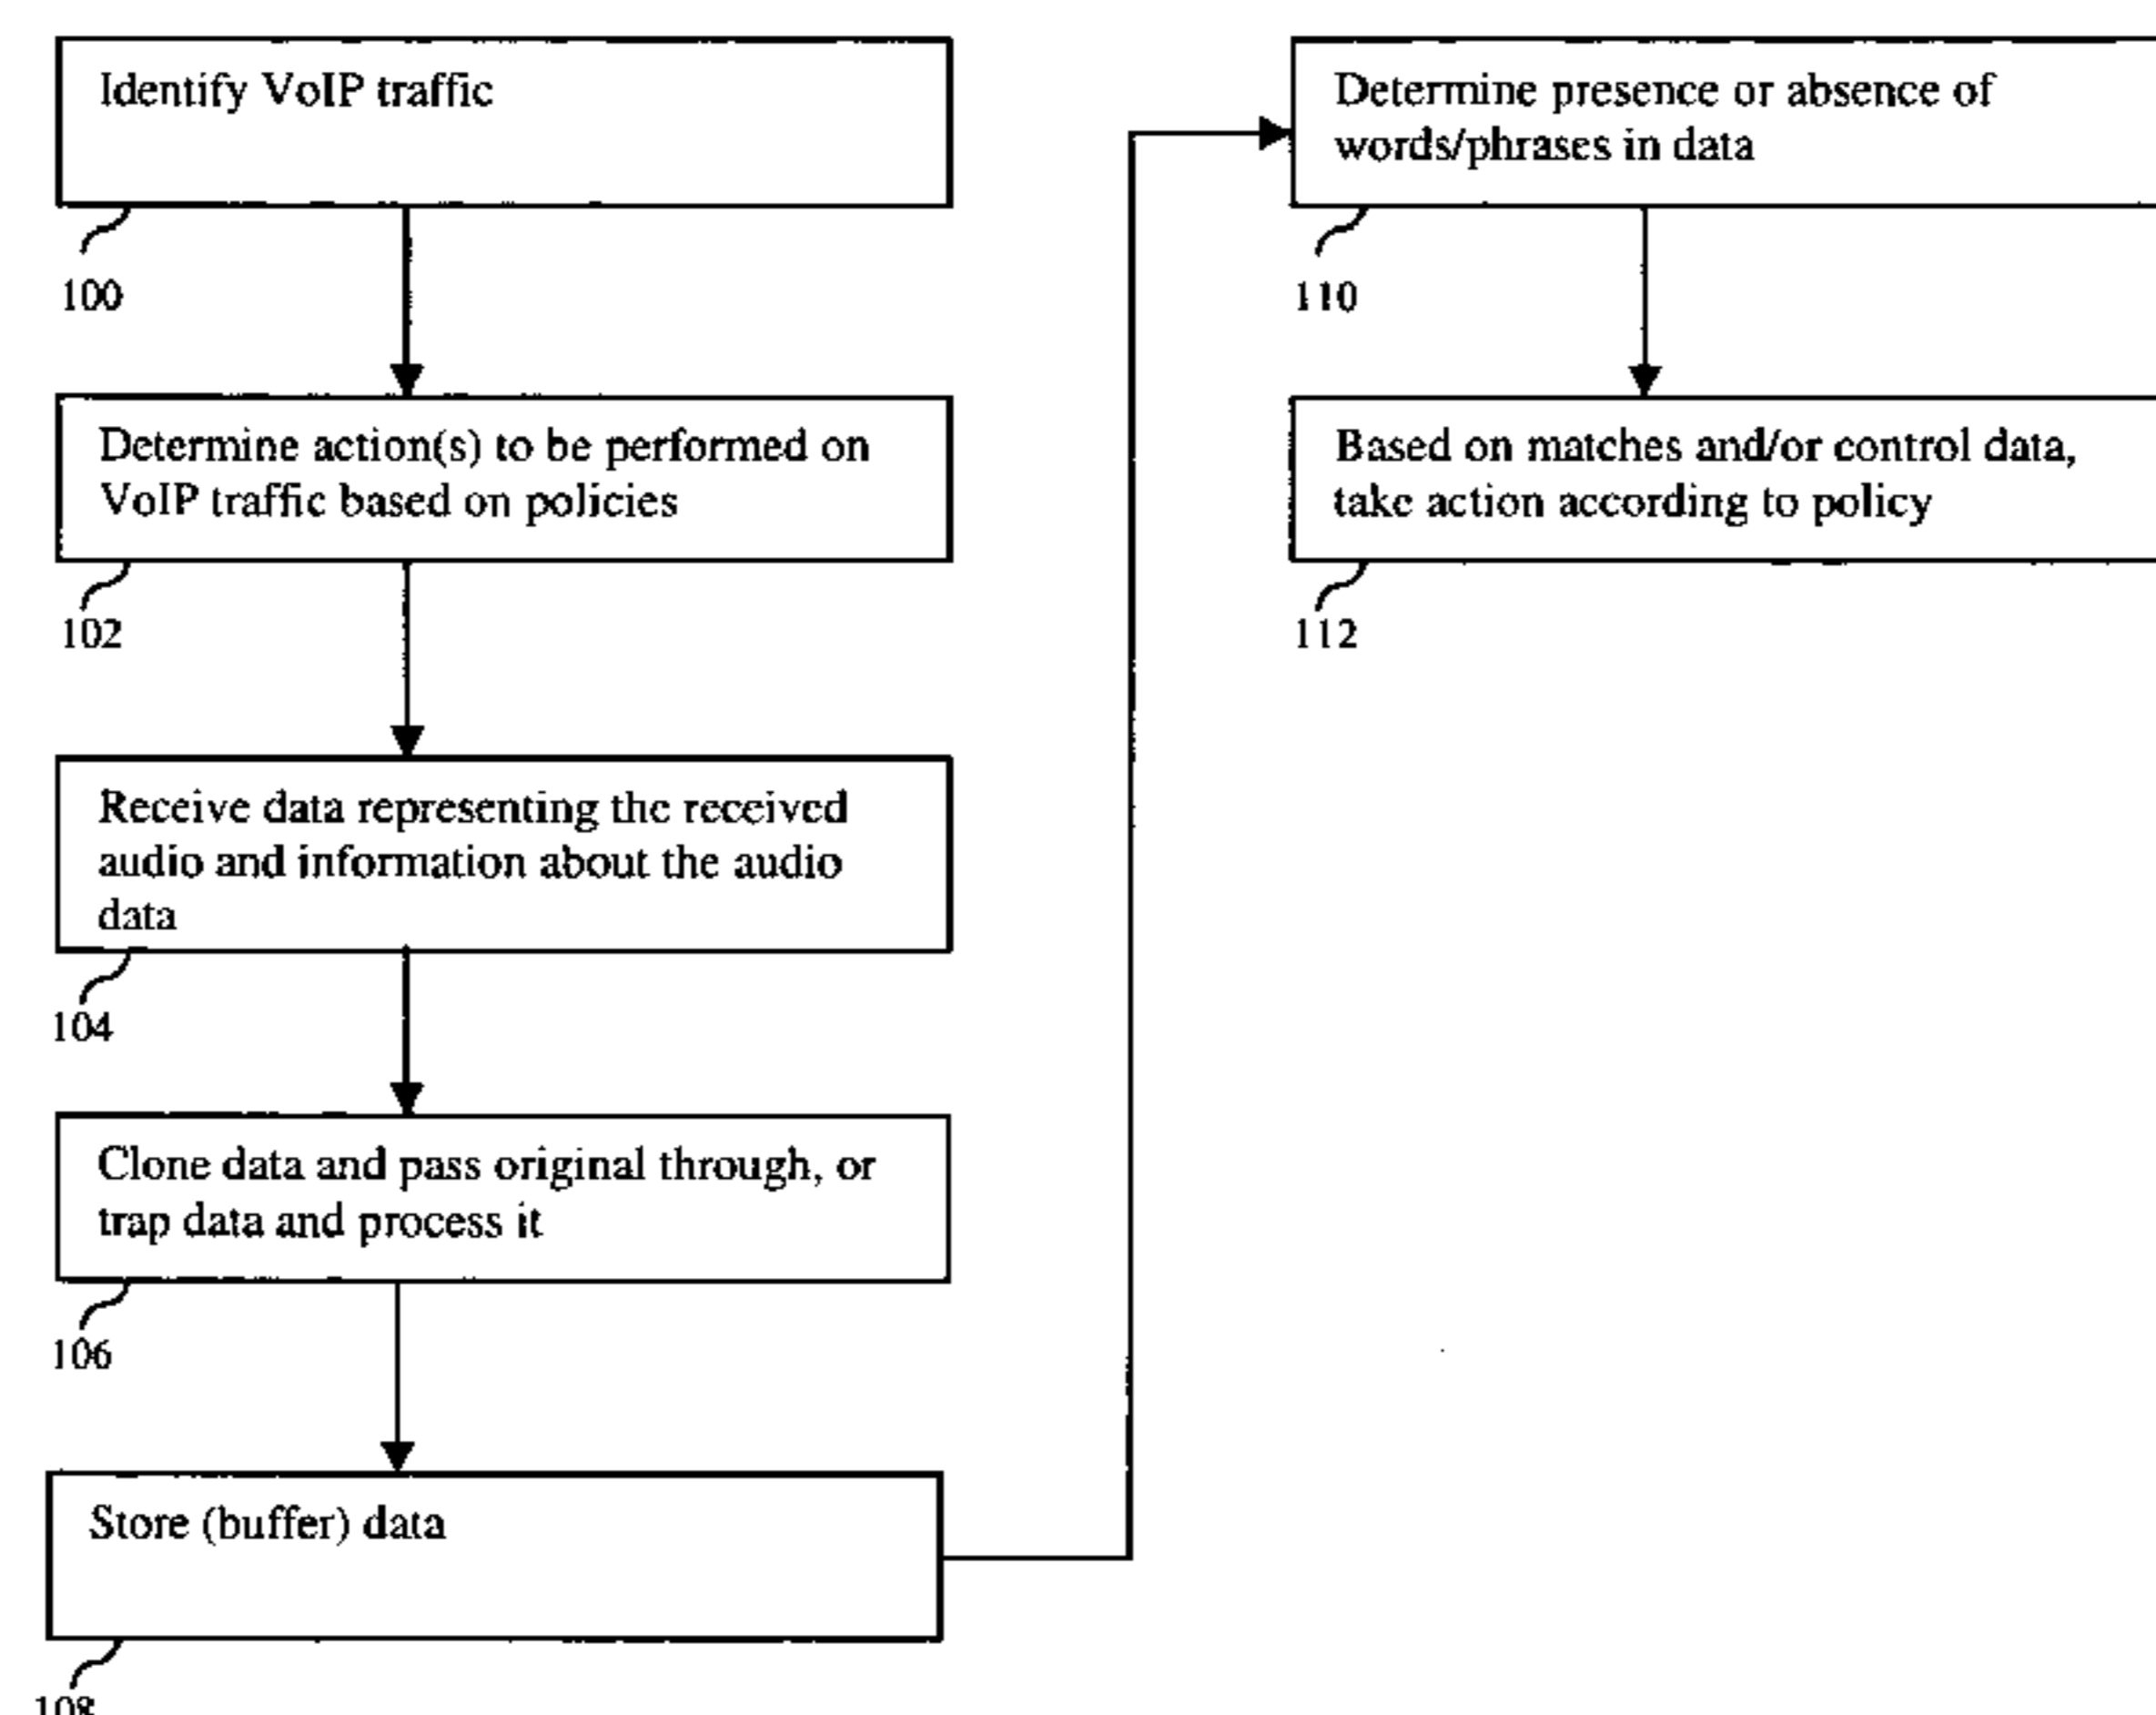 Identify VoIP traffic
100
Determine action(s) to be performed on
VoIP traffic based on policies
102
Receive data representing the received
audio and information about the audio
data
104
Clone data and pass original through, or
trap data and process it
106
Store (buffer) data
108
Determine presence or absence of
words/phrases in data
110
Based on matches and/or control data,
take action according to policy
112